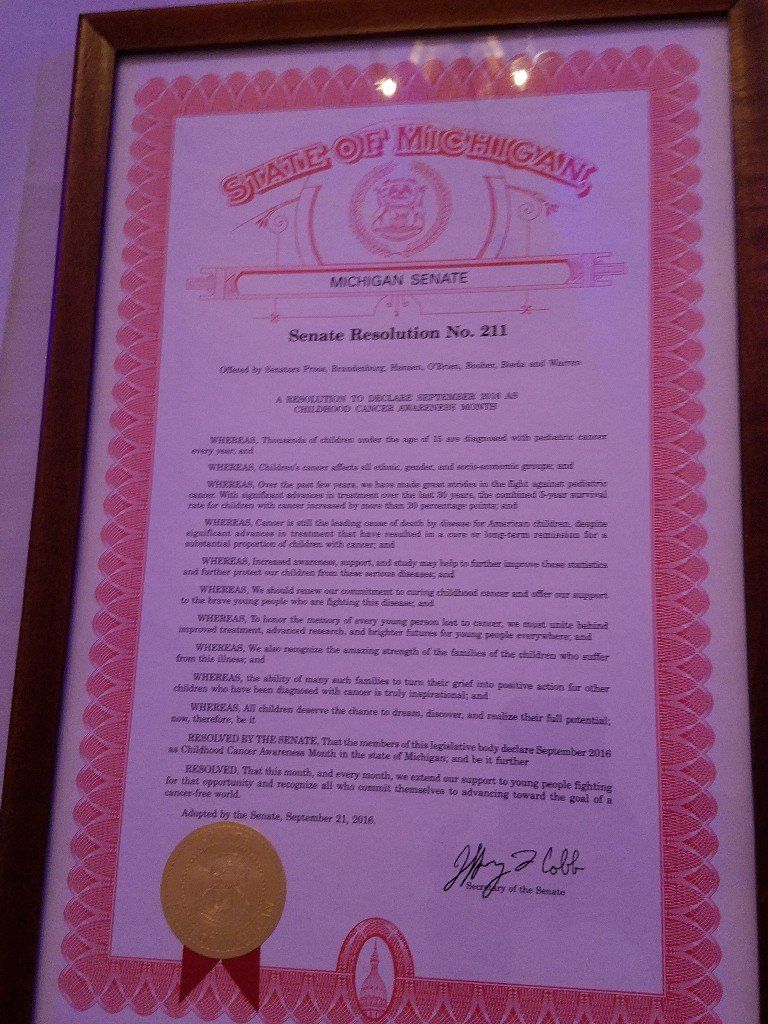 STATE OF MICHIGAN,
MICHIGAN SENATE
Senate Resolution No. 211
Offered by Senators Proos, Brandenburg, Hansen, O'Brien, Booher, and Warren
A RESOLUTION TO DECLARE SEPTEMBER 2016 AS
CHILDHOOD CANCER AWARENESS MONTH
WHEREAS, Thousands of children under the age of 15 are diagnosed with pediatric cancer
every year; and
WHEREAS, Children's cancer affects all ethnic, gender, and socio-economic groups; and
WHEREAS, Over the past few years, we have made great strides in the fight against pediatric
cancer. With significant advances in treatment over the last 30 years, the combined 5-year survival
rate for children with cancer increased by more than 20 percentage points; and
WHEREAS, Cancer is still the leading cause of death by disease for American children, despite
significant advances in treatment that have resulted in a cure or long-term remission for a
substantial proportion of children with cancer; and
WHEREAS, Increased awareness, support, and study may help to further improve these statistics
and further protect our children from these serious diseases; and
WHEREAS, We should renew our commitment to curing childhood cancer and offer our support
to the brave young people who are fighting this disease; and
WHEREAS, To honor the memory of every young person lost to cancer, we must unite behind
improved treatment, advanced research, and brighter futures for young people everywhere; and
WHEREAS, We also recognize the amazing strength of the families of the children who suffer
from this illness; and
WHEREAS, the ability of many such families to turn their grief into positive action for other
children who have been diagnosed with cancer is truly inspirational; and
WHEREAS, All children deserve the chance to dream, discover, and realize their full potential;
now, therefore, be it
RESOLVED BY THE SENATE, That the members of this legislative body declare September 2016
as Childhood Cancer Awareness Month in the state of Michigan; and be it further
RESOLVED, That this month, and every month, we extend our support to young people fighting
for that opportunity and recognize all who commit themselves to advancing toward the goal of a
cancer-free world.
Adopted by the Senate, September 21, 2016.
Cobb
Secretary of the Senate